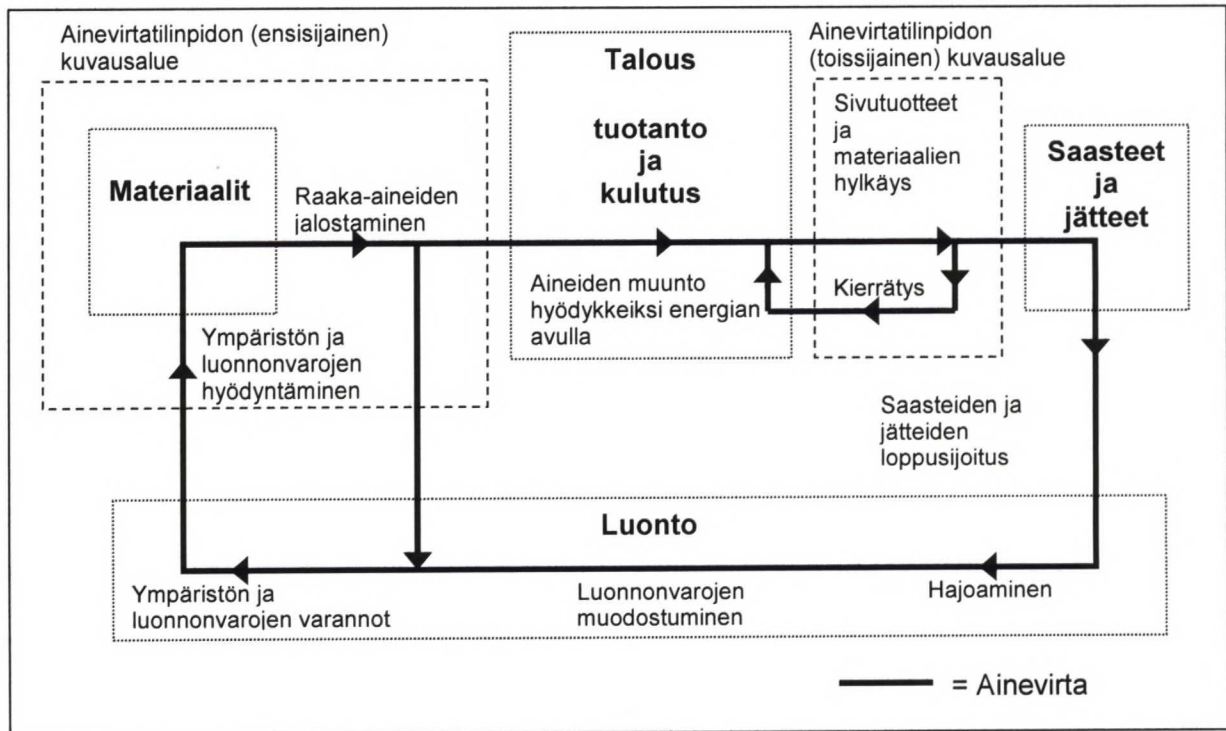 Ainevirtatilinpidon (ensisijainen)
kuvausalue
Talous
tuotanto
ja
kulutus
Ainevirtatilinpidon
(toissijainen) kuvausalue
Sivutuotteet
ja
materiaalien
hylkäys
Saasteet
ja
jätteet
Materiaalit
Raaka-aineiden
jalostaminen
Aineiden muunto
hyödykkeiksi energian
avulla
Kierrätys
Ympäristön ja
luonnonvarojen
hyödyntäminen
Saasteiden ja
jätteiden
loppusijoitus
Luonto
Ympäristön ja
luonnonvarojen varannot
Luonnonvarojen
muodostuminen
Hajoaminen
= Ainevirta